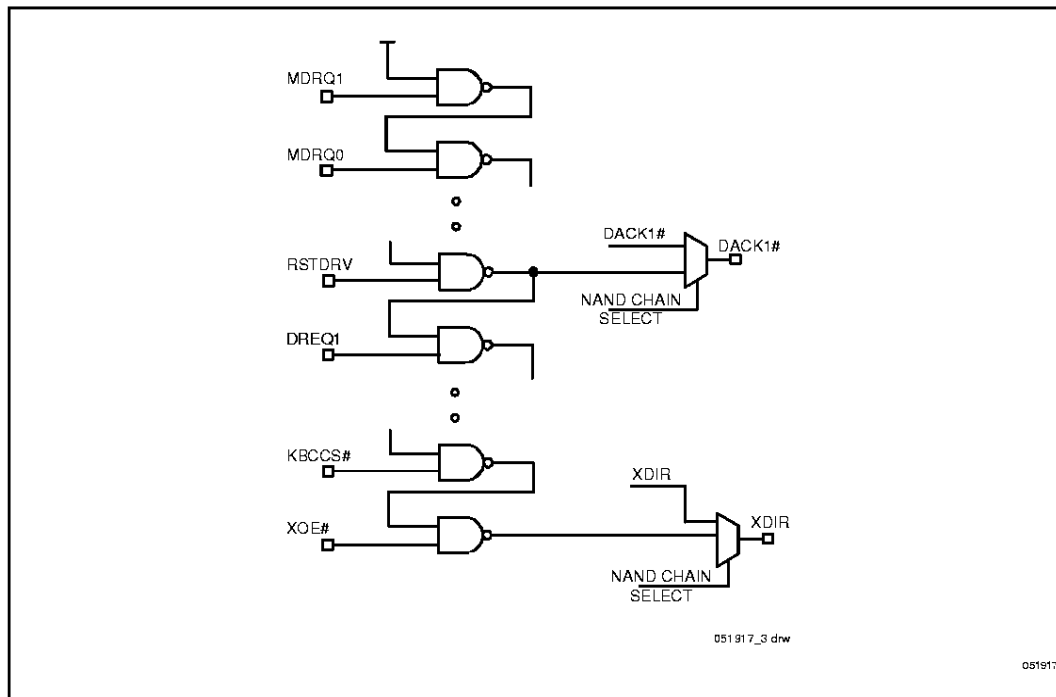 MDRQ1
MDRQ0
DACK1#
DACK1#
RSTDRV
NAND CHAIN
SELECT
DREQ1
KBCCS#
XDIR
XOE#
XDIR
NAND CHAIN
SELECT
051917_3 drw
051917